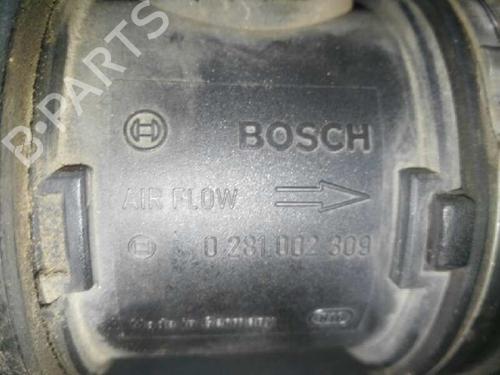 B-PARTS
BOSCH
AIR FLOW
0 281 002 309
Made in Germany